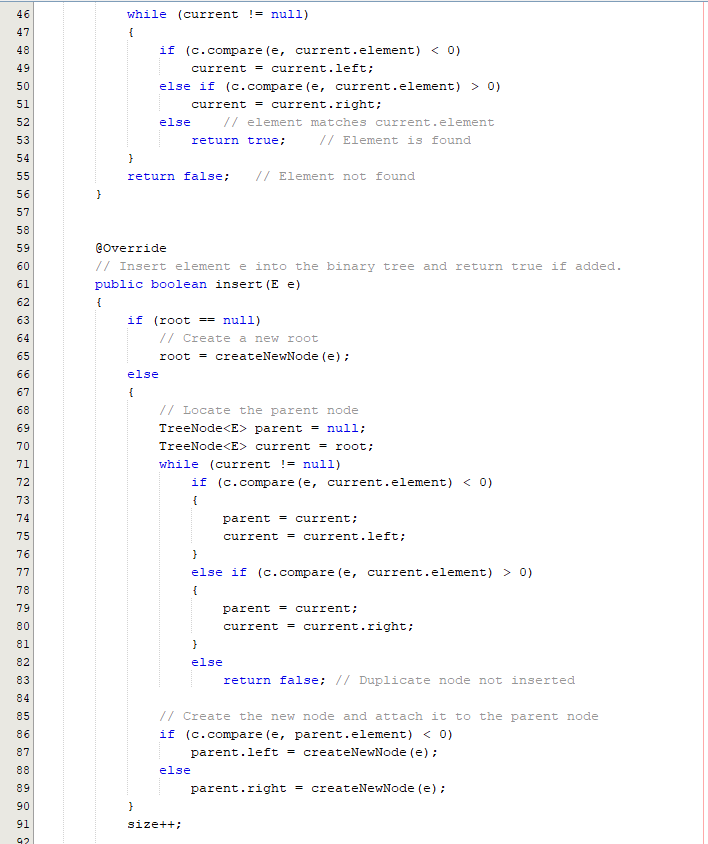 46 while (current != null)
47 {
48 if (c.compare(e, current.element) < 0)
49 current = current.left;
50 else if (c.compare(e, current.element) > 0)
51 current = current.right;
52 else // element matches current.element
53 return true; // Element is found
54 }
55 return false; // Element not found
56 }
57
58
59 @Override
60 // Insert element e into the binary tree and return true if added.
61 public boolean insert(E e)
62 {
63 if (root == null)
64 // Create a new root
65 root = createNewNode(e);
66 else
67 {
68 // Locate the parent node
69 TreeNode<E> parent = null;
70 TreeNode<E> current = root;
71 while (current != null)
72 if (c.compare(e, current.element) < 0)
73 {
74 parent = current;
75 current = current.left;
76 }
77 else if (c.compare(e, current.element) > 0)
78 {
79 parent = current;
80 current = current.right;
81 }
82 else
83 return false; // Duplicate node not inserted
84
85 // Create the new node and attach it to the parent node
86 if (c.compare(e, parent.element) < 0)
87 parent.left = createNewNode(e);
88 else
89 parent.right = createNewNode(e);
90 }
91 size++;
92